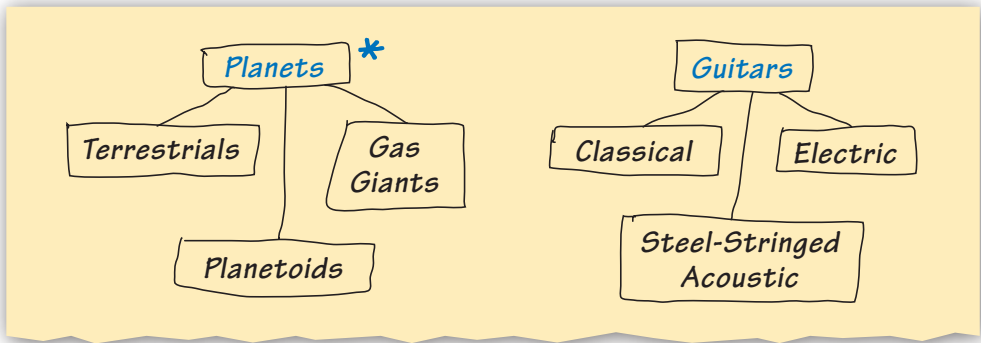 Planets *
Terrestrials
Gas
Giants
Planetoids
Guitars
Classical
Electric
Steel-Stringed
Acoustic